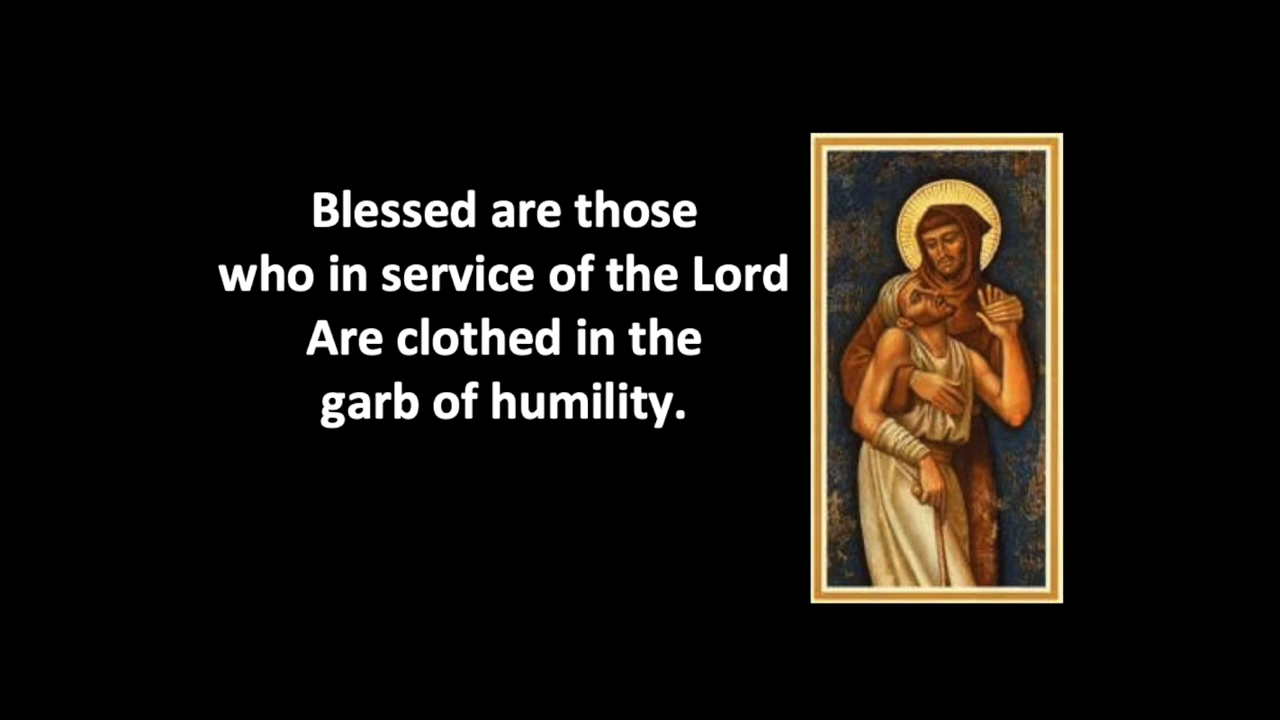 Blessed are those
who in service of the Lord
Are clothed in the
garb of humility.